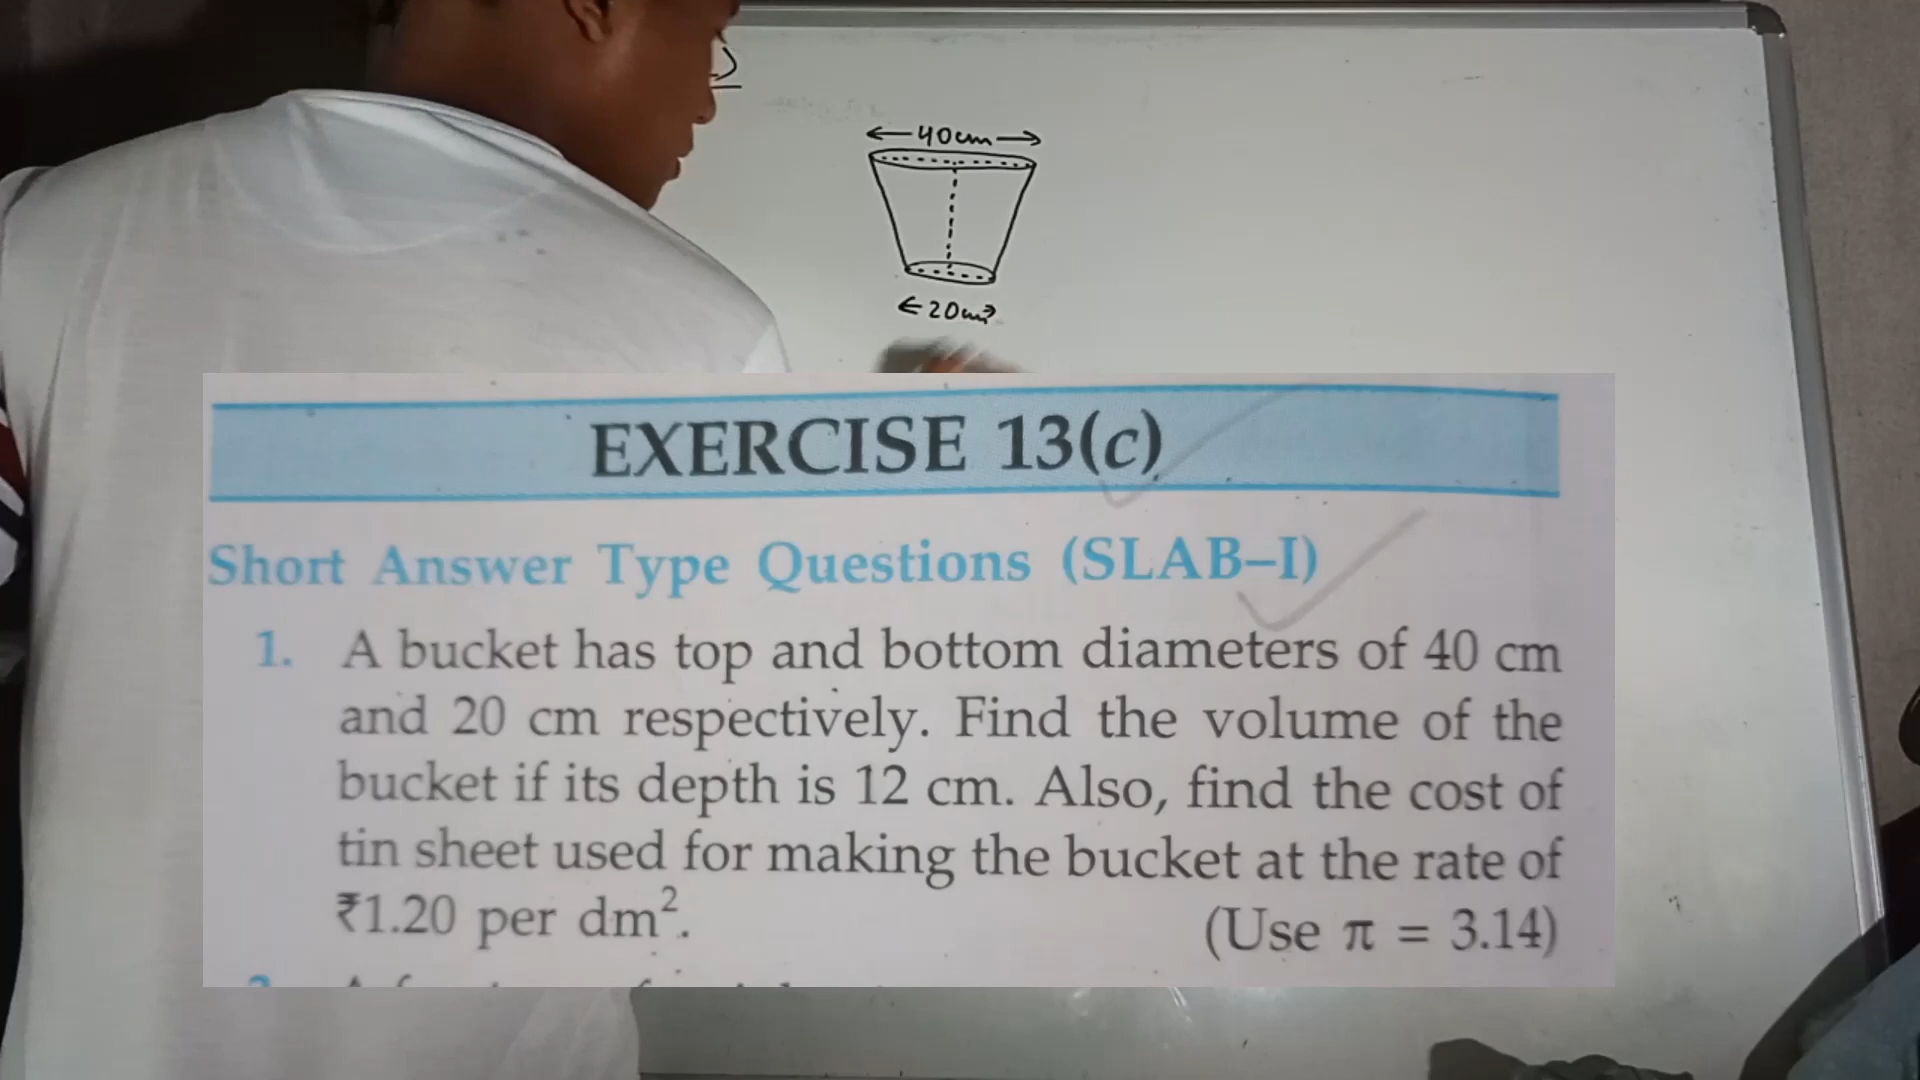 40cm
20cm
EXERCISE 13(c)
Short Answer Type Questions (SLAB–I)
1. A bucket has top and bottom diameters of 40 cm
and 20 cm respectively. Find the volume of the
bucket if its depth is 12 cm. Also, find the cost of
tin sheet used for making the bucket at the rate of
₹1.20 per dm².
(Use π = 3.14)